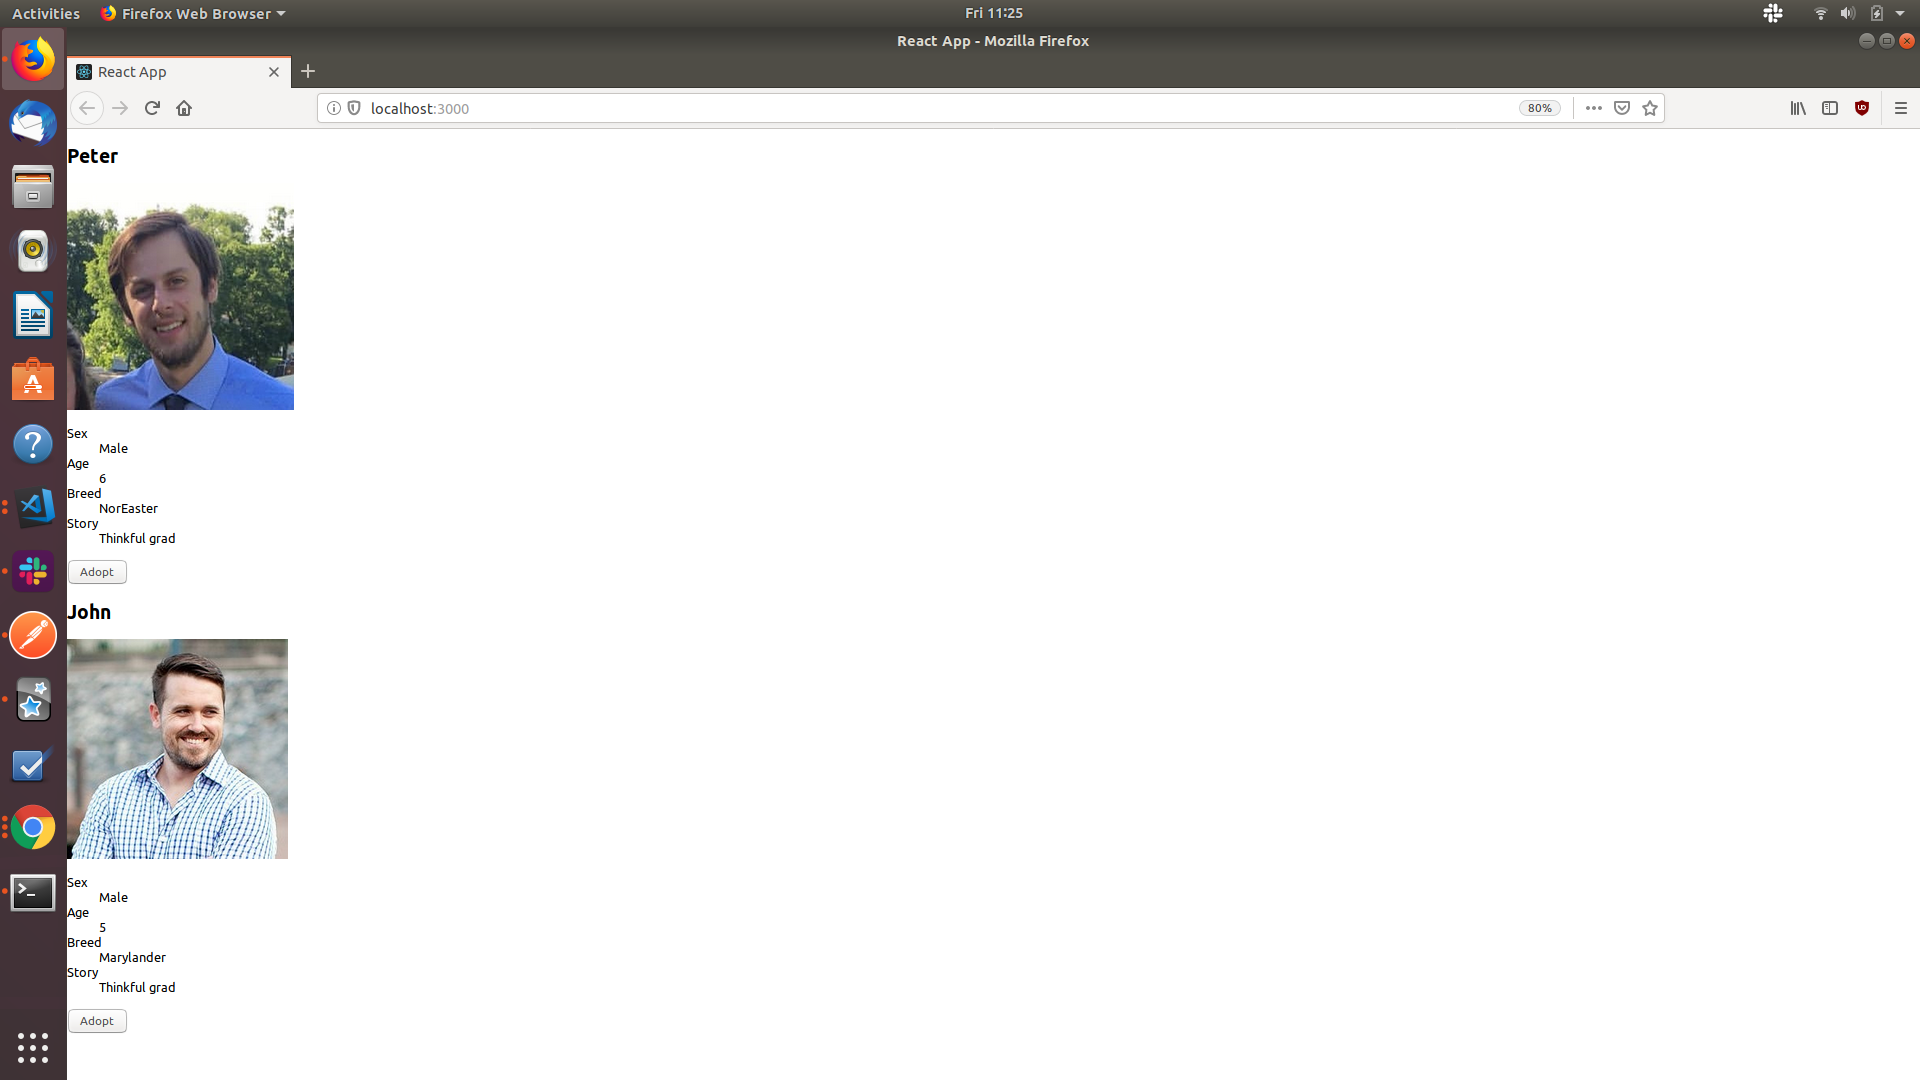 Activities
Firefox Web Browser
Fri 11:25
React App - Mozilla Firefox
React App
localhost:3000
80%
Peter
Sex
Male
Age
6
Breed
NorEaster
Story
Thinkful grad
Adopt
John
Sex
Male
Age
5
Breed
Marylander
Story
Thinkful grad
Adopt